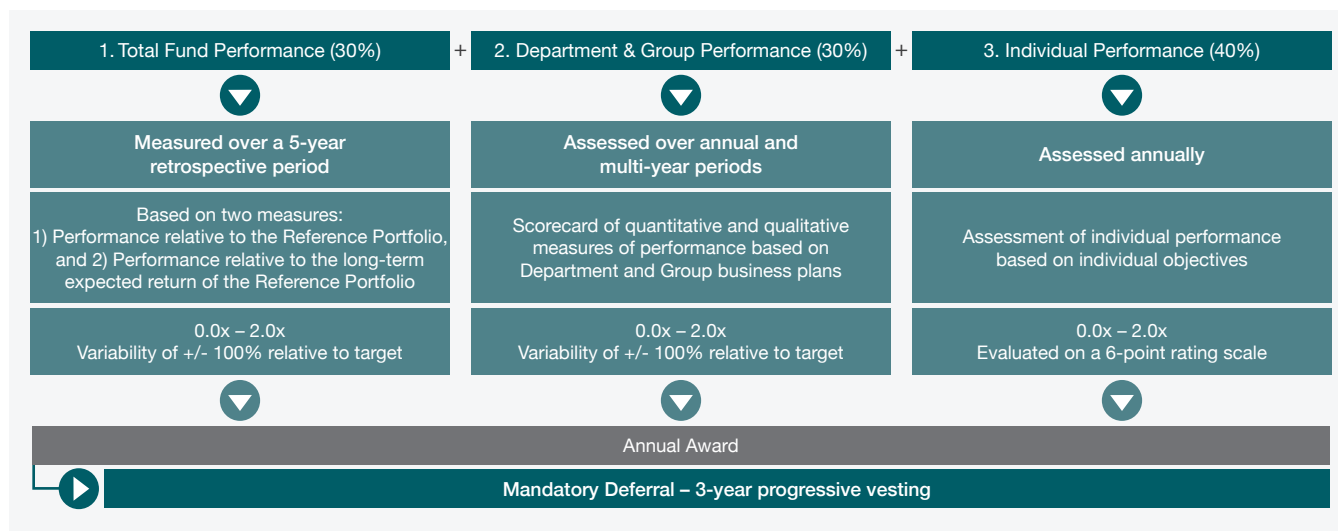 1. Total Fund Performance (30%) + 2. Department & Group Performance (30%) + 3. Individual Performance (40%)
Measured over a 5-year
retrospective period
Based on two measures:
1) Performance relative to the Reference Portfolio,
and 2) Performance relative to the long-term
expected return of the Reference Portfolio
0.0x – 2.0x
Variability of +/- 100% relative to target
Assessed over annual and
multi-year periods
Scorecard of quantitative and qualitative
measures of performance based on
Department and Group business plans
0.0x – 2.0x
Variability of +/- 100% relative to target
Assessed annually
Assessment of individual performance
based on individual objectives
0.0x – 2.0x
Evaluated on a 6-point rating scale
Annual Award
Mandatory Deferral – 3-year progressive vesting